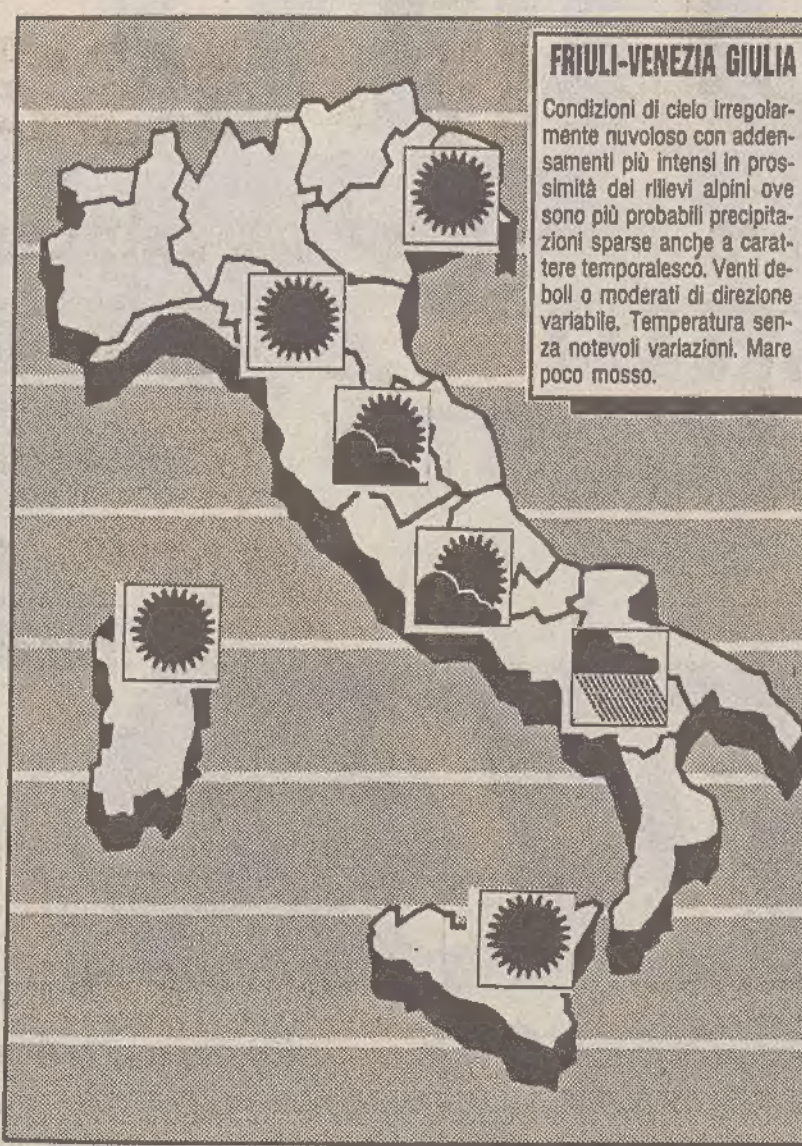 FRIULI-VENEZIA GIULIA
Condizioni di cielo irregolar-
mente nuvoloso con adden-
samenti più intensi in pros-
simità dei rilievi alpini ove
sono più probabili precipita-
zioni sparse anche a carat-
tere temporalesco. Venti de-
boli o moderati di direzione
variabile. Temperatura sen-
za notevoli variazioni. Mare
poco mosso.